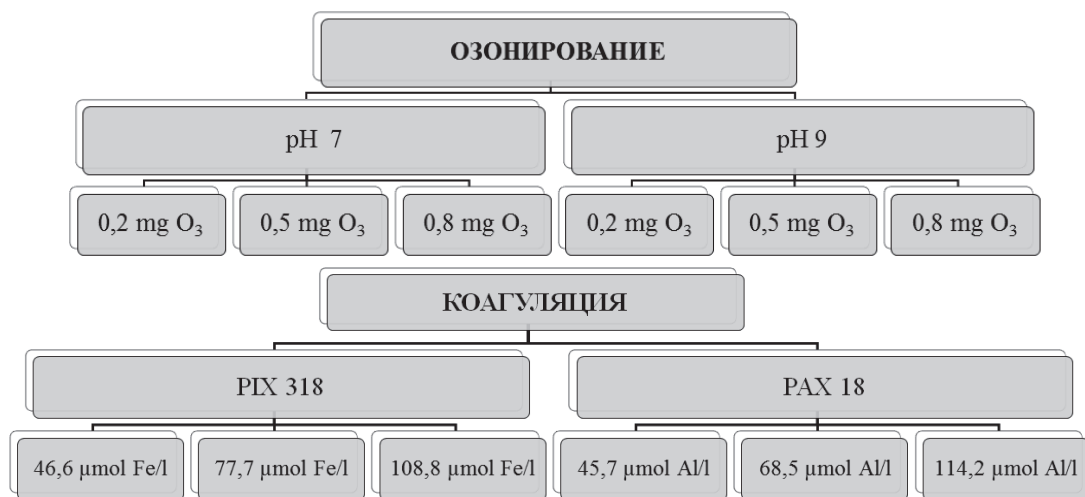 ОЗОНИРОВАНИЕ
pH 7
pH 9
0,2 mg O₃
0,5 mg O₃
0,8 mg O₃
0,2 mg O₃
0,5 mg O₃
0,8 mg O₃
КОАГУЛЯЦИЯ
PIX 318
PAX 18
46,6 µmol Fe/l
77,7 µmol Fe/l
108,8 µmol Fe/l
45,7 µmol Al/l
68,5 µmol Al/l
114,2 µmol Al/l